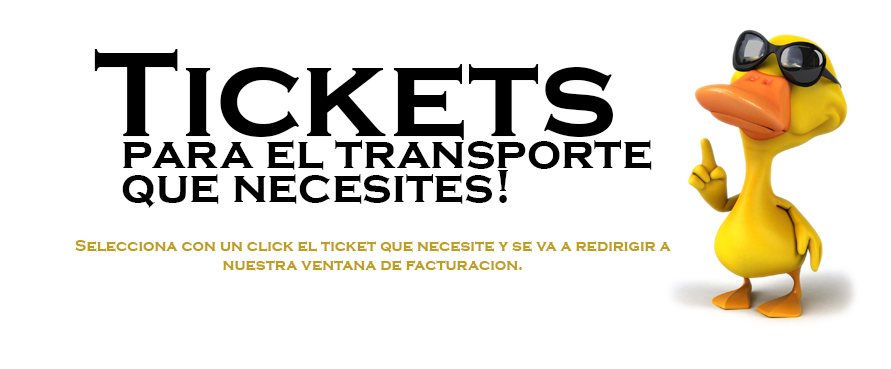 Tickets
para el transporte
que necesites!
Selecciona con un click el ticket que necesite y se va a redirigir a
nuestra ventana de facturacion.